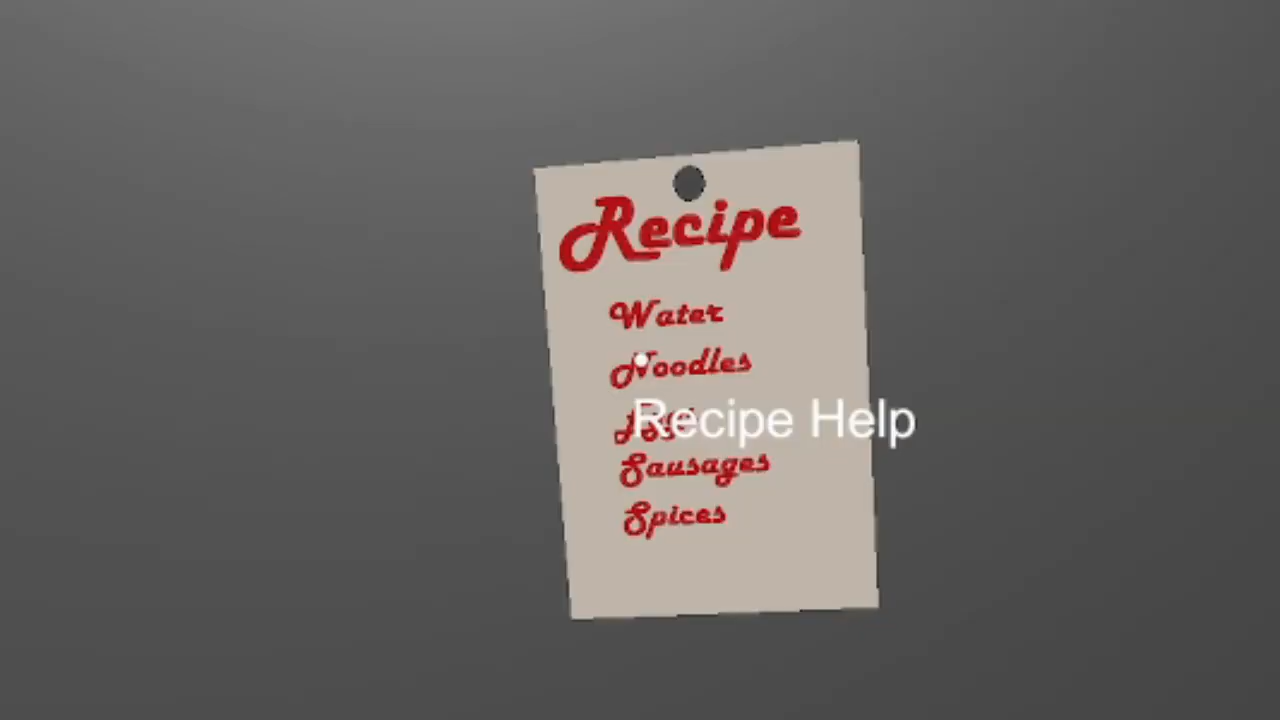 Recipe
Water
Noodles
Recipe Help
Sausages
Spices